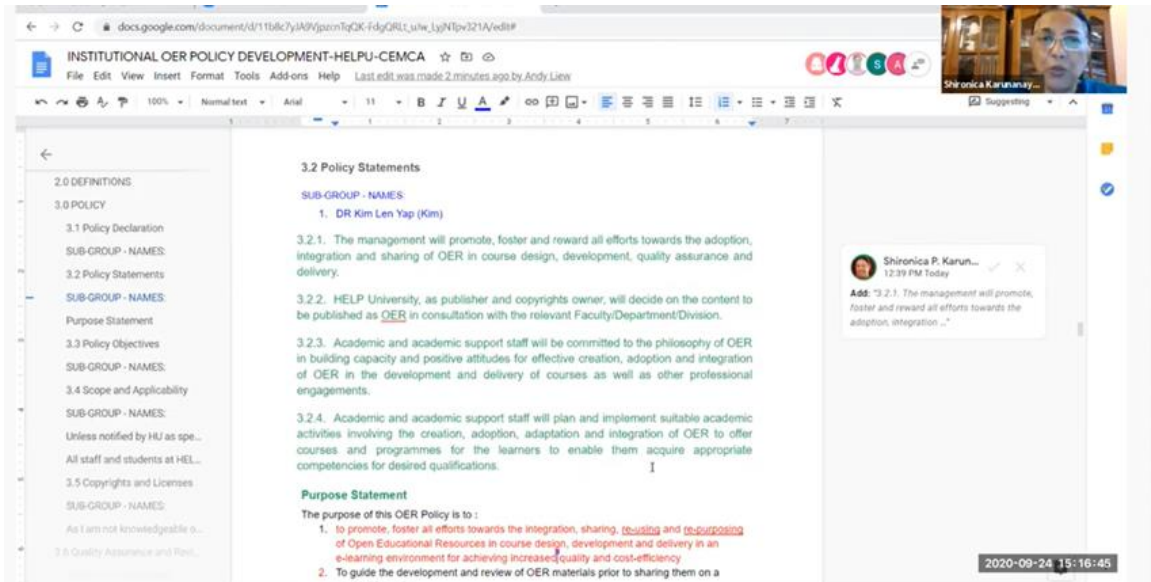 docs.google.com/document/d/
INSTITUTIONAL OER POLICY DEVELOPMENT-HELPU-CEMCA
File Edit View Insert Format Tools Add-ons Help Last edit was made 2 minutes ago by Andy Liew
Shironica Karunanay...
100% Normal text Arial 11 B I U A Suggesting
2.0 DEFINITIONS
3.0 POLICY
3.1 Policy Declaration
SUB-GROUP - NAMES:
3.2 Policy Statements
SUB-GROUP - NAMES:
Purpose Statement
3.3 Policy Objectives
SUB-GROUP - NAMES:
3.4 Scope and Applicability
SUB-GROUP - NAMES:
Unless notified by HU as spe...
All staff and students at HEL...
3.5 Copyrights and Licenses
SUB-GROUP - NAMES:
As I am not knowledgeable o...
3.6 Quality Assurance and Revi...
3.2 Policy Statements
SUB-GROUP - NAMES:
1. DR Kim Len Yap (Kim)
3.2.1. The management will promote, foster and reward all efforts towards the adoption,
integration and sharing of OER in course design, development, quality assurance and
delivery.
3.2.2. HELP University, as publisher and copyrights owner, will decide on the content to
be published as OER in consultation with the relevant Faculty/Department/Division.
3.2.3. Academic and academic support staff will be committed to the philosophy of OER
in building capacity and positive attitudes for effective creation, adoption and integration
of OER in the development and delivery of courses as well as other professional
engagements.
3.2.4. Academic and academic support staff will plan and implement suitable academic
activities involving the creation, adoption, adaptation and integration of OER to offer
courses and programmes for the learners to enable them acquire appropriate
competencies for desired qualifications.
Purpose Statement
The purpose of this OER Policy is to :
1. to promote, foster all efforts towards the integration, sharing, re-using and re-purposing
of Open Educational Resources in course design, development and delivery in an
e-learning environment for achieving increased quality and cost-efficiency
2. To guide the development and review of OER materials prior to sharing them on a
Shironica P. Karun...
12:39 PM Today
Add: "3.2.1. The management will promote,
foster and reward all efforts towards the
adoption, integration ..."
2020-09-24 15:16:45